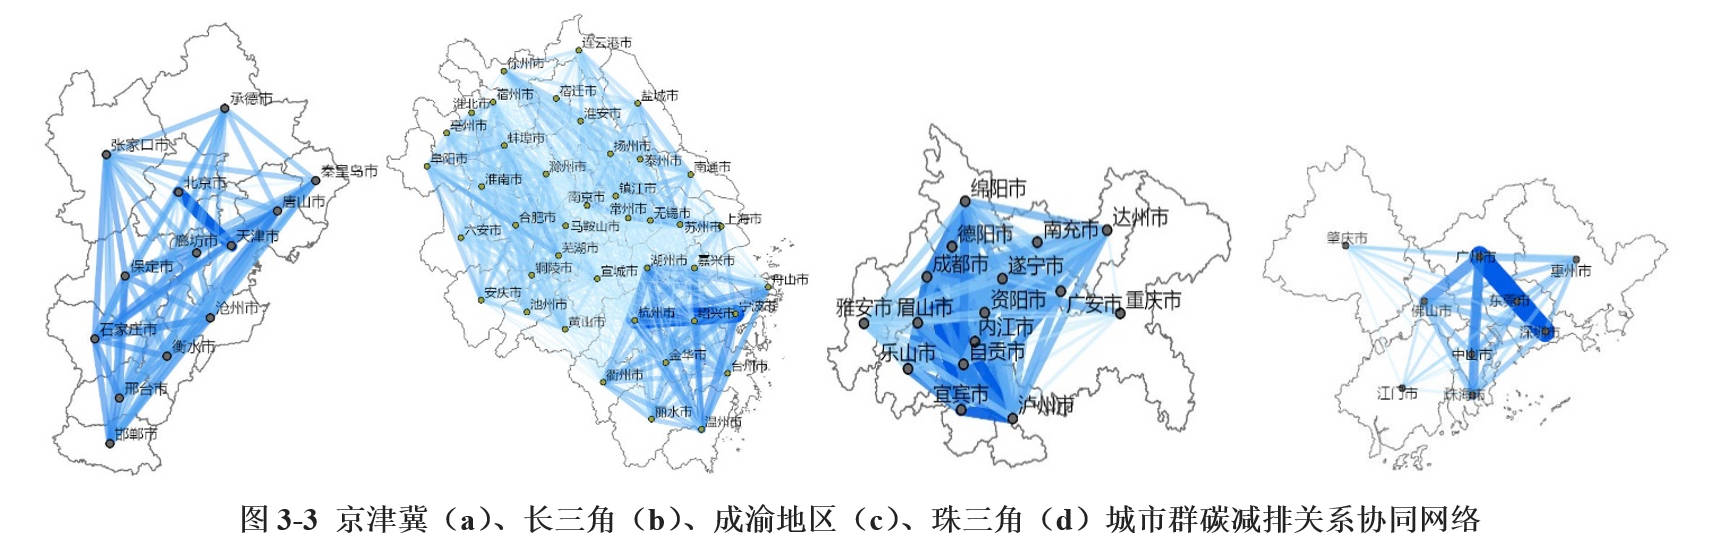 承德市
张家口市
北京市
秦皇岛市
唐山市
天津市
廊坊市
保定市
沧州市
石家庄市
衡水市
邢台市
邯郸市
连云港市
徐州市
宿州市
宿迁市
盐城市
淮北市
淮安市
亳州市
蚌埠市
扬州市
阜阳市
泰州市
滁州市
南通市
淮南市
镇江市
南京市
常州市
无锡市
上海市
合肥市
马鞍山市
苏州市
六安市
芜湖市
湖州市
嘉兴市
铜陵市
宣城市
舟山市
安庆市
池州市
杭州市
绍兴市
宁波市
黄山市
金华市
台州市
衢州市
丽水市
温州市
绵阳市
达州市
德阳市
南充市
成都市
遂宁市
雅安市
眉山市
资阳市
广安市
重庆市
内江市
乐山市
自贡市
宜宾市
泸州市
肇庆市
广州市
惠州市
佛山市
东莞市
深圳市
中山市
江门市
珠海市
图 3-3 京津冀（a）、长三角（b）、成渝地区（c）、珠三角（d）城市群碳减排关系协同网络